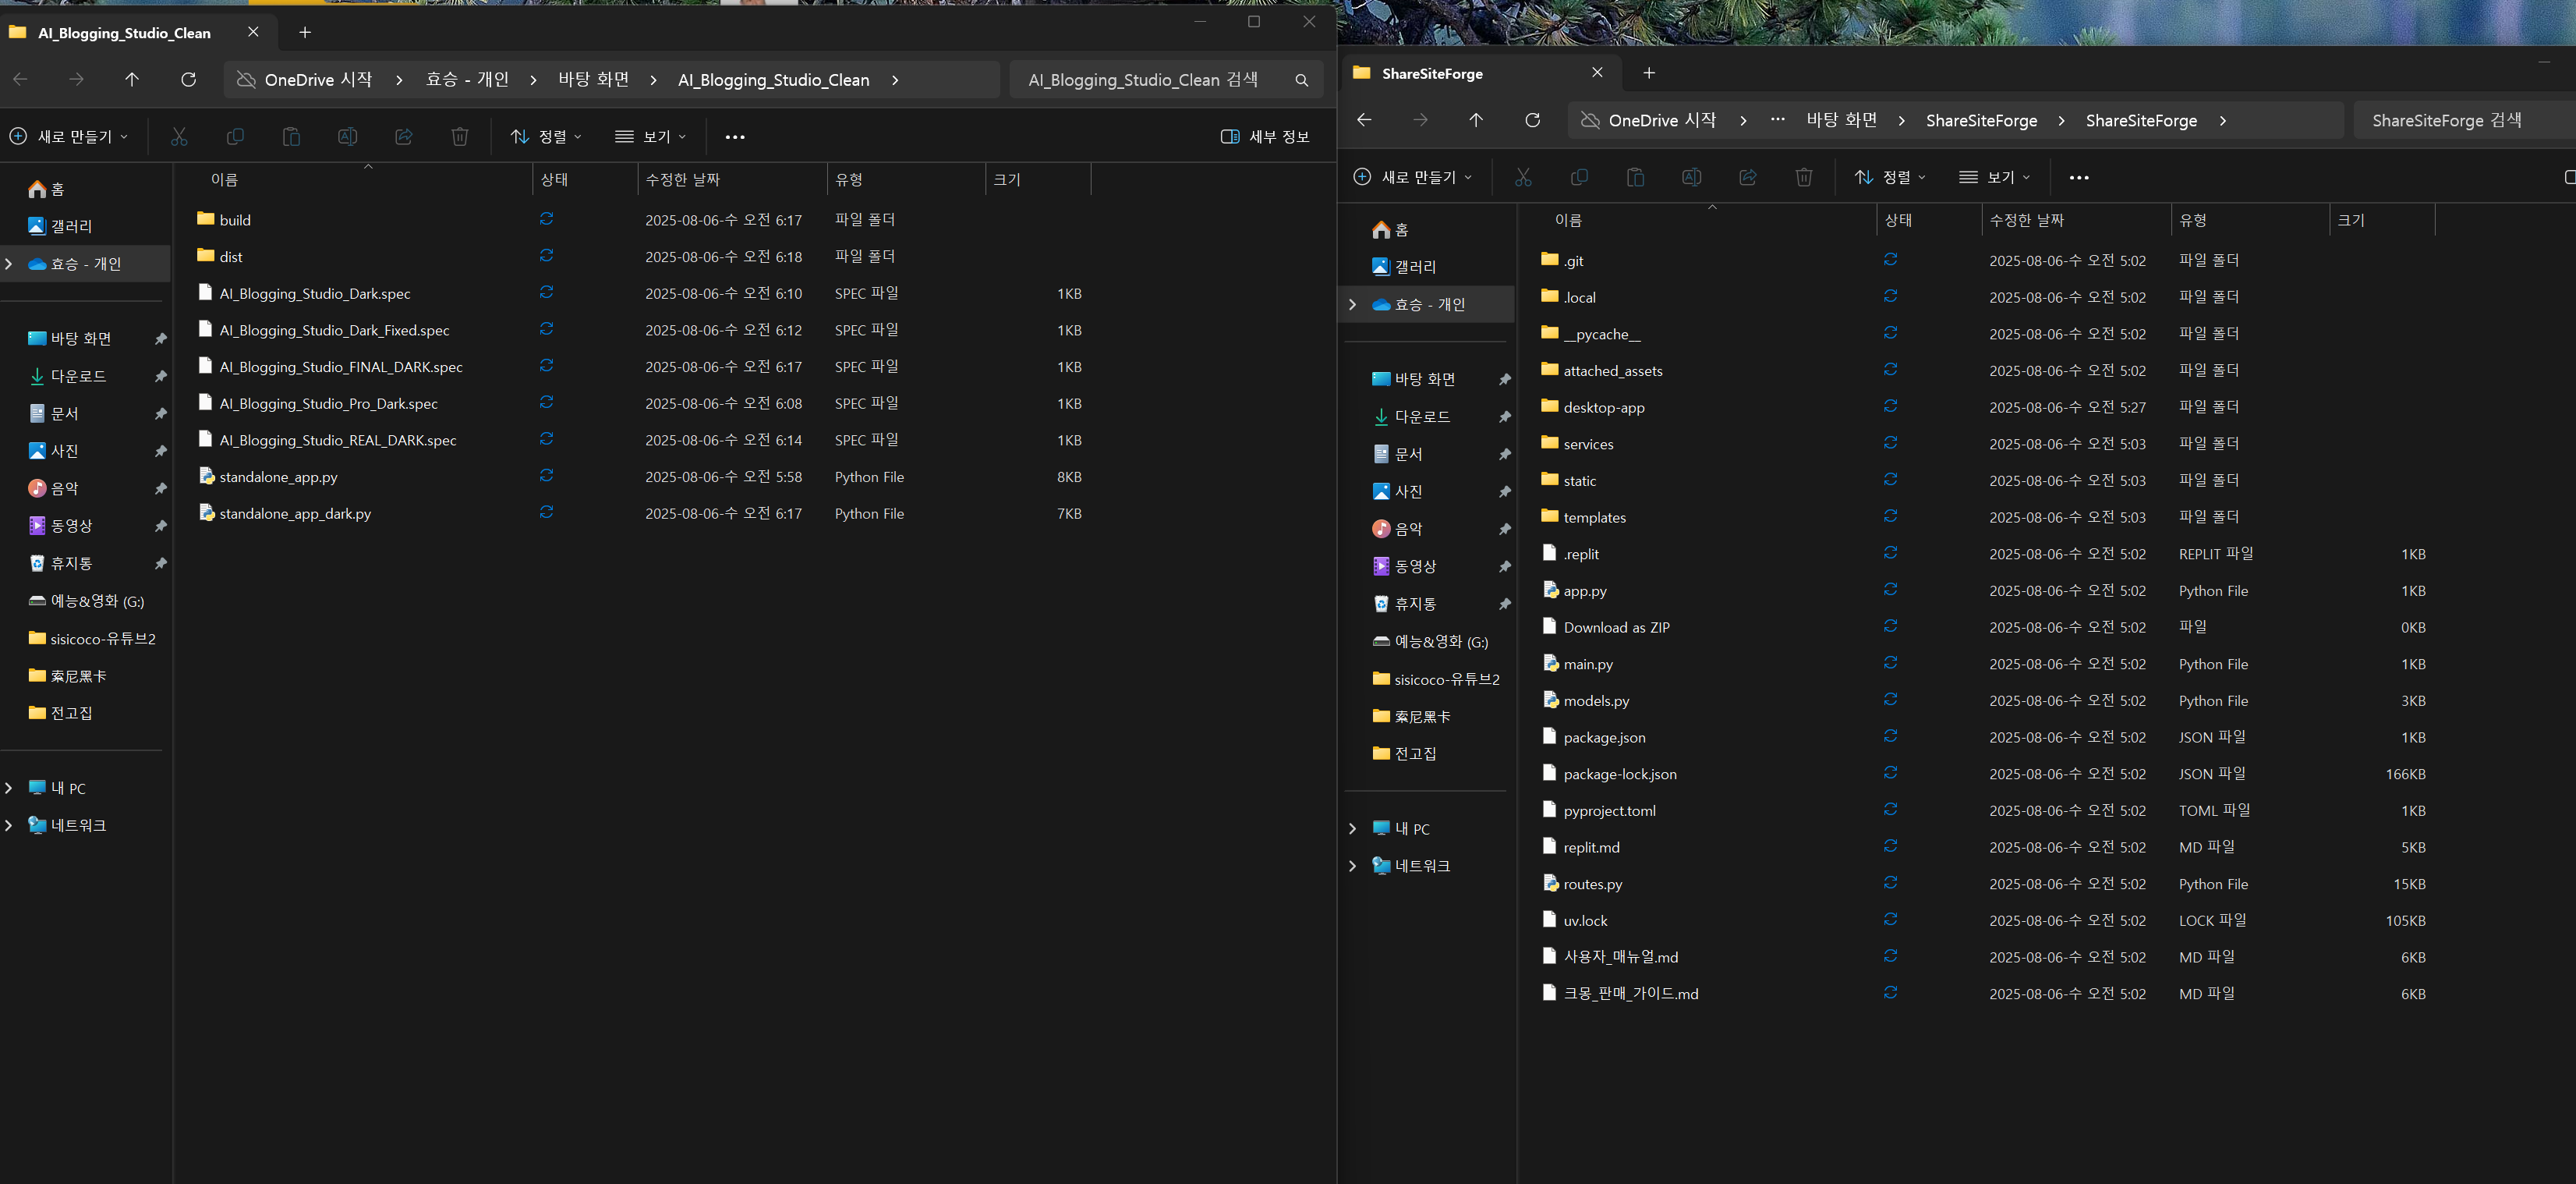 AI_Blogging_Studio_Clean
OneDrive 시작 > 효승 - 개인 > 바탕 화면 > AI_Blogging_Studio_Clean >
AI_Blogging_Studio_Clean 검색
새로 만들기
정렬
보기
세부 정보
홈
갤러리
효승 - 개인
바탕 화면
다운로드
문서
사진
음악
동영상
휴지통
예능&영화 (G:)
sisicoco-유튜브2
索尼黑卡
전고집
내 PC
네트워크
이름 상태 수정한 날짜 유형 크기
build 2025-08-06-수 오전 6:17 파일 폴더
dist 2025-08-06-수 오전 6:18 파일 폴더
AI_Blogging_Studio_Dark.spec 2025-08-06-수 오전 6:10 SPEC 파일 1KB
AI_Blogging_Studio_Dark_Fixed.spec 2025-08-06-수 오전 6:12 SPEC 파일 1KB
AI_Blogging_Studio_FINAL_DARK.spec 2025-08-06-수 오전 6:17 SPEC 파일 1KB
AI_Blogging_Studio_Pro_Dark.spec 2025-08-06-수 오전 6:08 SPEC 파일 1KB
AI_Blogging_Studio_REAL_DARK.spec 2025-08-06-수 오전 6:14 SPEC 파일 1KB
standalone_app.py 2025-08-06-수 오전 5:58 Python File 8KB
standalone_app_dark.py 2025-08-06-수 오전 6:17 Python File 7KB
ShareSiteForge
OneDrive 시작 > ··· 바탕 화면 > ShareSiteForge > ShareSiteForge >
ShareSiteForge 검색
새로 만들기
정렬
보기
홈
갤러리
효승 - 개인
바탕 화면
다운로드
문서
사진
음악
동영상
휴지통
예능&영화 (G:)
sisicoco-유튜브2
索尼黑卡
전고집
내 PC
네트워크
이름 상태 수정한 날짜 유형 크기
.git 2025-08-06-수 오전 5:02 파일 폴더
.local 2025-08-06-수 오전 5:02 파일 폴더
__pycache__ 2025-08-06-수 오전 5:02 파일 폴더
attached_assets 2025-08-06-수 오전 5:02 파일 폴더
desktop-app 2025-08-06-수 오전 5:27 파일 폴더
services 2025-08-06-수 오전 5:03 파일 폴더
static 2025-08-06-수 오전 5:03 파일 폴더
templates 2025-08-06-수 오전 5:03 파일 폴더
.replit 2025-08-06-수 오전 5:02 REPLIT 파일 1KB
app.py 2025-08-06-수 오전 5:02 Python File 1KB
Download as ZIP 2025-08-06-수 오전 5:02 파일 0KB
main.py 2025-08-06-수 오전 5:02 Python File 1KB
models.py 2025-08-06-수 오전 5:02 Python File 3KB
package.json 2025-08-06-수 오전 5:02 JSON 파일 1KB
package-lock.json 2025-08-06-수 오전 5:02 JSON 파일 166KB
pyproject.toml 2025-08-06-수 오전 5:02 TOML 파일 1KB
replit.md 2025-08-06-수 오전 5:02 MD 파일 5KB
routes.py 2025-08-06-수 오전 5:02 Python File 15KB
uv.lock 2025-08-06-수 오전 5:02 LOCK 파일 105KB
사용자_매뉴얼.md 2025-08-06-수 오전 5:02 MD 파일 6KB
크몽_판매_가이드.md 2025-08-06-수 오전 5:02 MD 파일 6KB